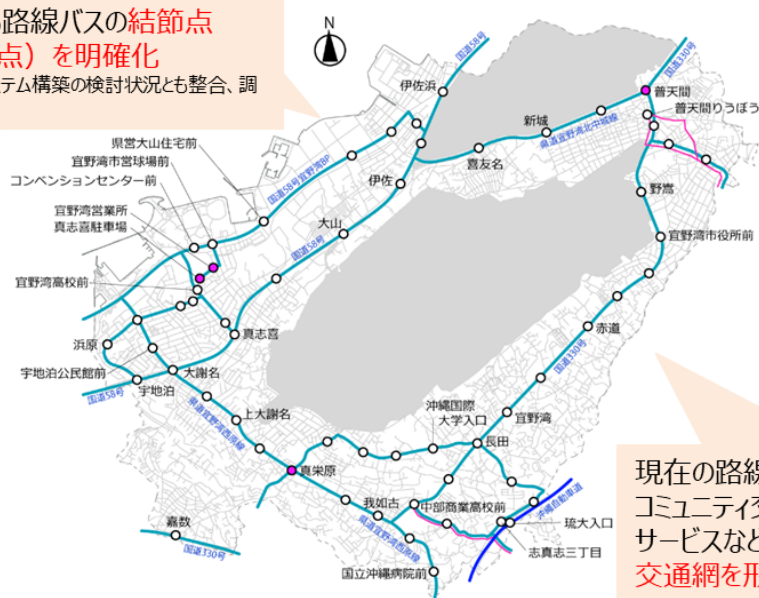 路線バスの結節点
点）を明確化
テム構築の検討状況とも整合、調
N
国道58号
伊佐浜
国道330号
普天間
普天間りうぼう
新城
県道宜野湾北中城線
喜友名
県営大山住宅前
宜野湾市営球場前
コンベンションセンター前
国道58号宜野湾BP
伊佐
野嵩
宜野湾営業所
真志喜駐車場
大山
国道58号
宜野湾市役所前
宜野湾高校前
浜原
真志喜
赤道
国道330号
宇地泊公民館前
大謝名
国道58号
宇地泊
県道宜野湾西原線
上大謝名
沖縄国際
大学入口
宜野湾
長田
真栄原
現在の路線
コミュニティ交
サービスなど
交通網を形
我如古
中部商業高校前
沖縄自動車道
県道宜野湾西原線
琉大入口
志真志三丁目
嘉数
国道330号
国立沖縄病院前